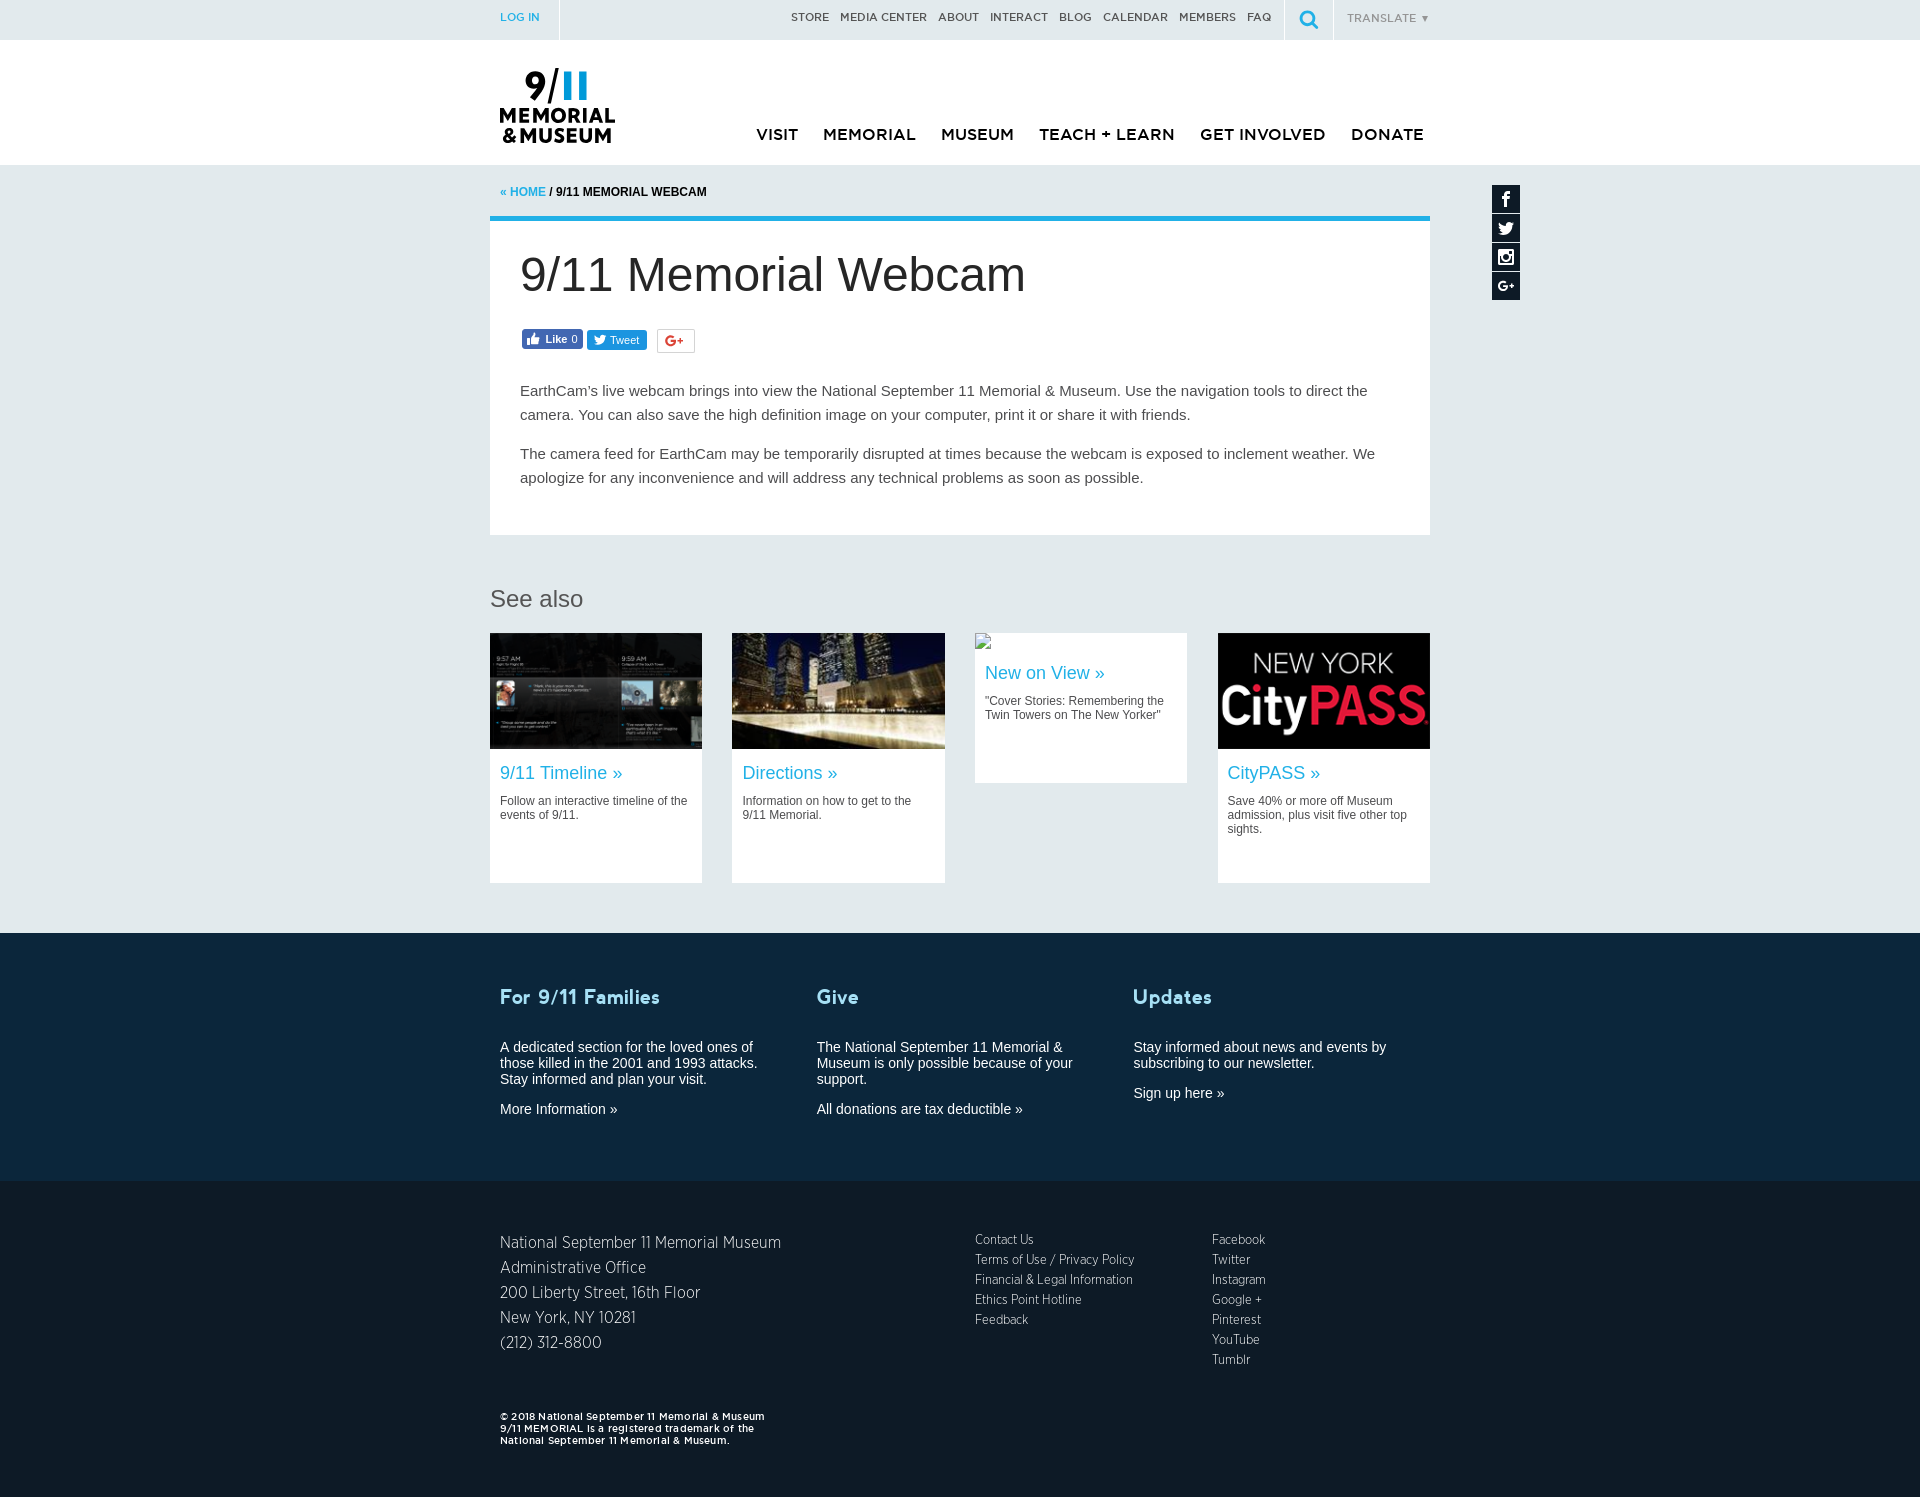 LOG IN
STORE MEDIA CENTER ABOUT INTERACT BLOG CALENDAR MEMBERS FAQ
TRANSLATE ▼
9/11
MEMORIAL
&MUSEUM
VISIT MEMORIAL MUSEUM TEACH + LEARN GET INVOLVED DONATE
« HOME / 9/11 MEMORIAL WEBCAM
9/11 Memorial Webcam
Like 0 Tweet G+
EarthCam’s live webcam brings into view the National September 11 Memorial & Museum. Use the navigation tools to direct the
camera. You can also save the high definition image on your computer, print it or share it with friends.
The camera feed for EarthCam may be temporarily disrupted at times because the webcam is exposed to inclement weather. We
apologize for any inconvenience and will address any technical problems as soon as possible.
See also
9:57 AM
9:59 AM
9/11 Timeline »
Follow an interactive timeline of the
events of 9/11.
Directions »
Information on how to get to the
9/11 Memorial.
New on View »
"Cover Stories: Remembering the
Twin Towers on The New Yorker"
NEW YORK
CityPASS
CityPASS »
Save 40% or more off Museum
admission, plus visit five other top
sights.
For 9/11 Families
A dedicated section for the loved ones of
those killed in the 2001 and 1993 attacks.
Stay informed and plan your visit.
More Information »
Give
The National September 11 Memorial &
Museum is only possible because of your
support.
All donations are tax deductible »
Updates
Stay informed about news and events by
subscribing to our newsletter.
Sign up here »
National September 11 Memorial Museum
Administrative Office
200 Liberty Street, 16th Floor
New York, NY 10281
(212) 312-8800
Contact Us
Terms of Use / Privacy Policy
Financial & Legal Information
Ethics Point Hotline
Feedback
Facebook
Twitter
Instagram
Google +
Pinterest
YouTube
Tumblr
© 2018 National September 11 Memorial & Museum
9/11 MEMORIAL is a registered trademark of the
National September 11 Memorial & Museum.